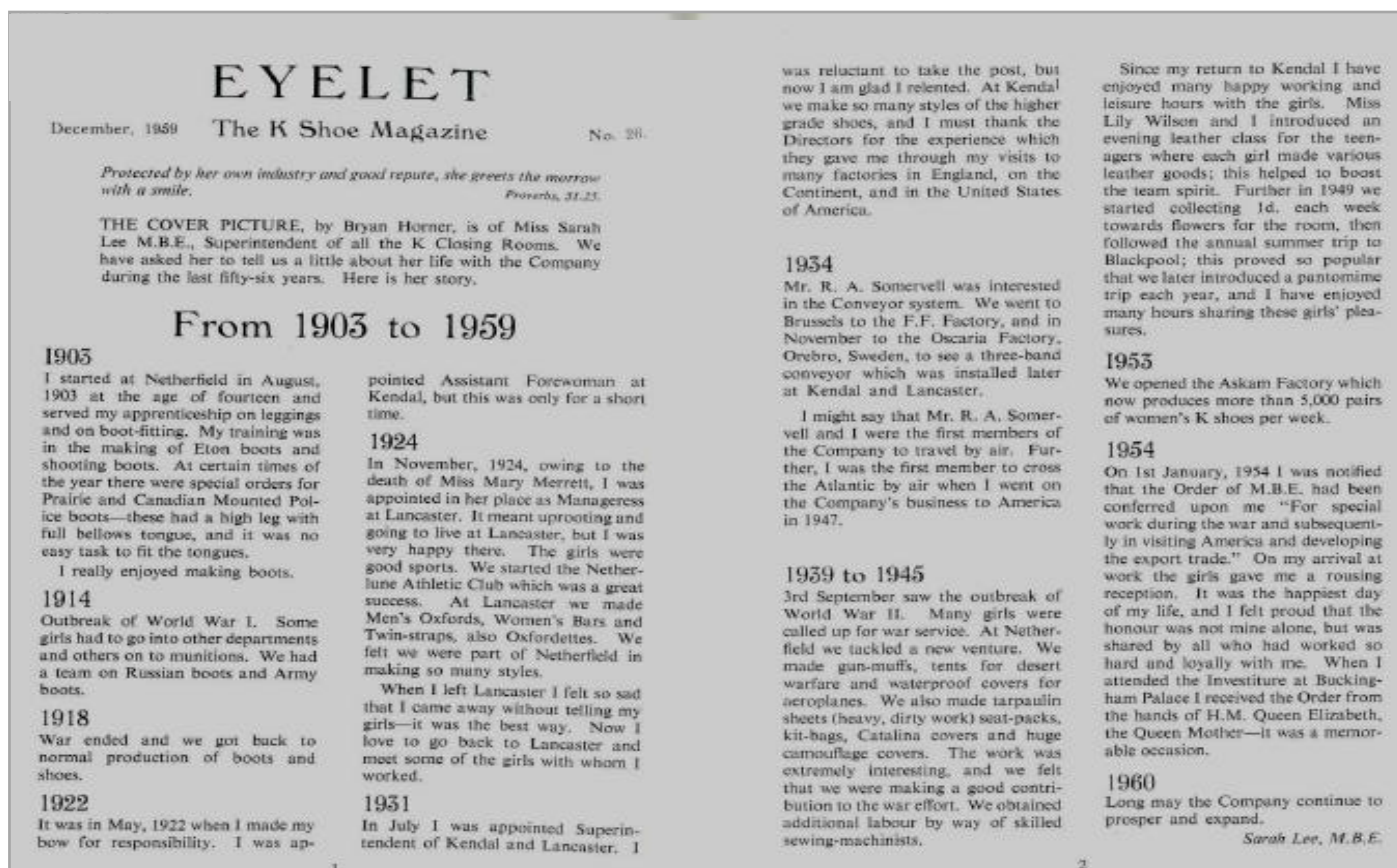 EYELET
December, 1959 The K Shoe Magazine No. 26.
Protected by her own industry and good repute, she greets the morrow
with a smile. Proverbs, 31.25.
THE COVER PICTURE, by Bryan Horner, is of Miss Sarah
Lee M.B.E., Superintendent of all the K Closing Rooms. We
have asked her to tell us a little about her life with the Company
during the last fifty-six years. Here is her story.
From 1903 to 1959
1903
I started at Netherfield in August,
1903 at the age of fourteen and
served my apprenticeship on leggings
and on boot-fitting. My training was
in the making of Eton boots and
shooting boots. At certain times of
the year there were special orders for
Prairie and Canadian Mounted Pol-
ice boots—these had a high leg with
full bellows tongue, and it was no
easy task to fit the tongues.
I really enjoyed making boots.
1914
Outbreak of World War I. Some
girls had to go into other departments
and others on to munitions. We had
a team on Russian boots and Army
boots.
1918
War ended and we got back to
normal production of boots and
shoes.
1922
It was in May, 1922 when I made my
bow for responsibility. I was ap-
pointed Assistant Forewoman at
Kendal, but this was only for a short
time.
1924
In November, 1924, owing to the
death of Miss Mary Merrett, I was
appointed in her place as Manageress
at Lancaster. It meant uprooting and
going to live at Lancaster, but I was
very happy there. The girls were
good sports. We started the Nether-
lune Athletic Club which was a great
success. At Lancaster we made
Men's Oxfords, Women's Bars and
Twin-straps, also Oxfordettes. We
felt we were part of Netherfield in
making so many styles.
When I left Lancaster I felt so sad
that I came away without telling my
girls—it was the best way. Now I
love to go back to Lancaster and
meet some of the girls with whom I
worked.
1931
In July I was appointed Superin-
tendent of Kendal and Lancaster. I
was reluctant to take the post, but
now I am glad I relented. At Kendal
we make so many styles of the higher
grade shoes, and I must thank the
Directors for the experience which
they gave me through my visits to
many factories in England, on the
Continent, and in the United States
of America.
1934
Mr. R. A. Somervell was interested
in the Conveyor system. We went to
Brussels to the F.F. Factory, and in
November to the Oscaria Factory,
Orebro, Sweden, to see a three-band
conveyor which was installed later
at Kendal and Lancaster.
I might say that Mr. R. A. Somer-
vell and I were the first members of
the Company to travel by air. Fur-
ther, I was the first member to cross
the Atlantic by air when I went on
the Company's business to America
in 1947.
1939 to 1945
3rd September saw the outbreak of
World War II. Many girls were
called up for war service. At Nether-
field we tackled a new venture. We
made gun-muffs, tents for desert
warfare and waterproof covers for
aeroplanes. We also made tarpaulin
sheets (heavy, dirty work) seat-packs,
kit-bags, Catalina covers and huge
camouflage covers. The work was
extremely interesting, and we felt
that we were making a good contri-
bution to the war effort. We obtained
additional labour by way of skilled
sewing-machinists.
Since my return to Kendal I have
enjoyed many happy working and
leisure hours with the girls. Miss
Lily Wilson and I introduced an
evening leather class for the teen-
agers where each girl made various
leather goods; this helped to boost
the team spirit. Further in 1949 we
started collecting 1d. each week
towards flowers for the room, then
followed the annual summer trip to
Blackpool; this proved so popular
that we later introduced a pantomime
trip each year, and I have enjoyed
many hours sharing these girls' plea-
sures.
1953
We opened the Askam Factory which
now produces more than 5,000 pairs
of women's K shoes per week.
1954
On 1st January, 1954 I was notified
that the Order of M.B.E. had been
conferred upon me "For special
work during the war and subsequent-
ly in visiting America and developing
the export trade." On my arrival at
work the girls gave me a rousing
reception. It was the happiest day
of my life, and I felt proud that the
honour was not mine alone, but was
shared by all who had worked so
hard and loyally with me. When I
attended the Investiture at Bucking-
ham Palace I received the Order from
the hands of H.M. Queen Elizabeth,
the Queen Mother—it was a memor-
able occasion.
1960
Long may the Company continue to
prosper and expand.
Sarah Lee, M.B.E.